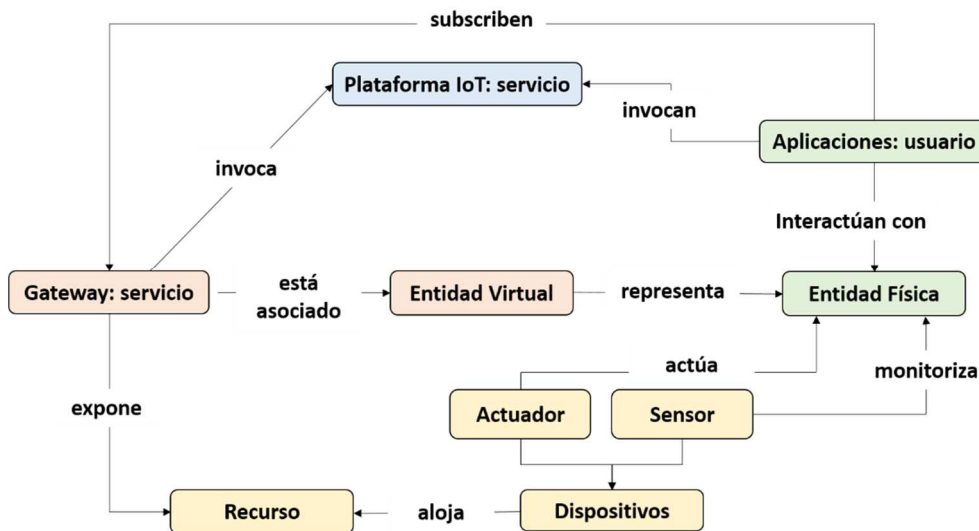 subscriben
Plataforma IoT: servicio
invocan
Aplicaciones: usuario
invoca
Interactúan con
Gateway: servicio
está
asociado
Entidad Virtual
representa
Entidad Física
actúa
monitoriza
expone
Actuador
Sensor
Recurso
aloja
Dispositivos